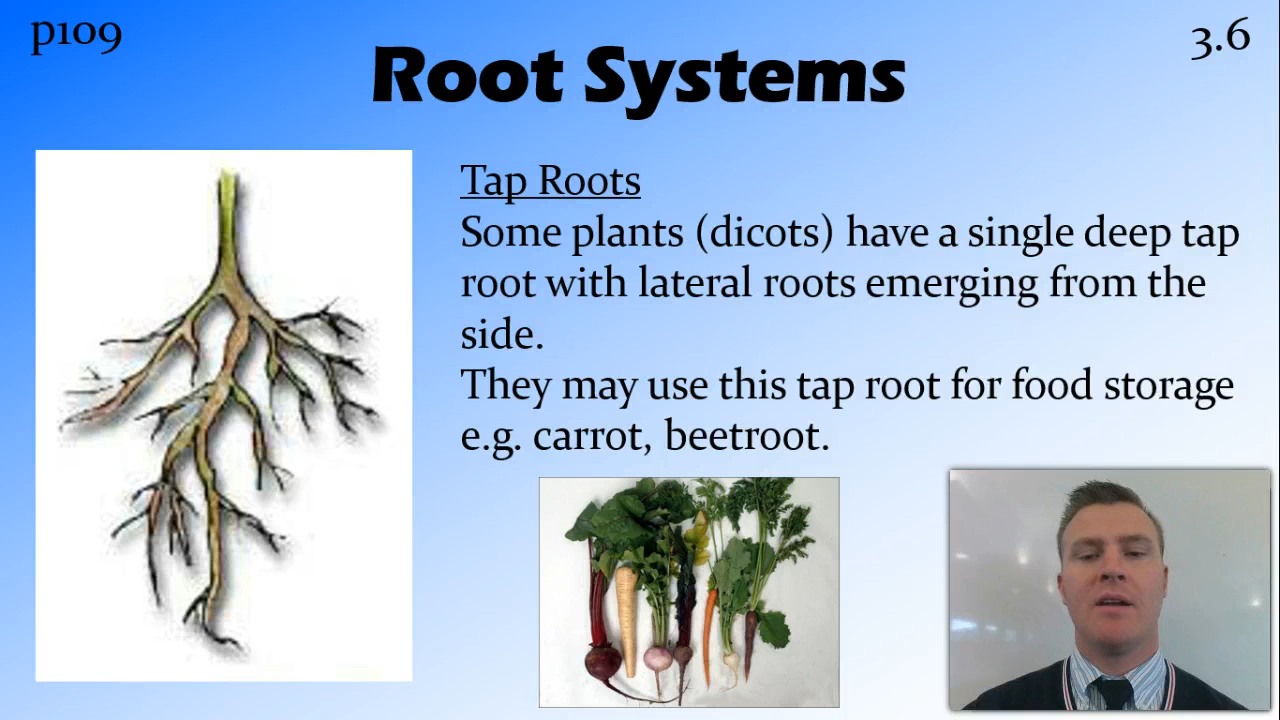 p109
3.6
Root Systems
Tap Roots
Some plants (dicots) have a single deep tap
root with lateral roots emerging from the
side.
They may use this tap root for food storage
e.g. carrot, beetroot.